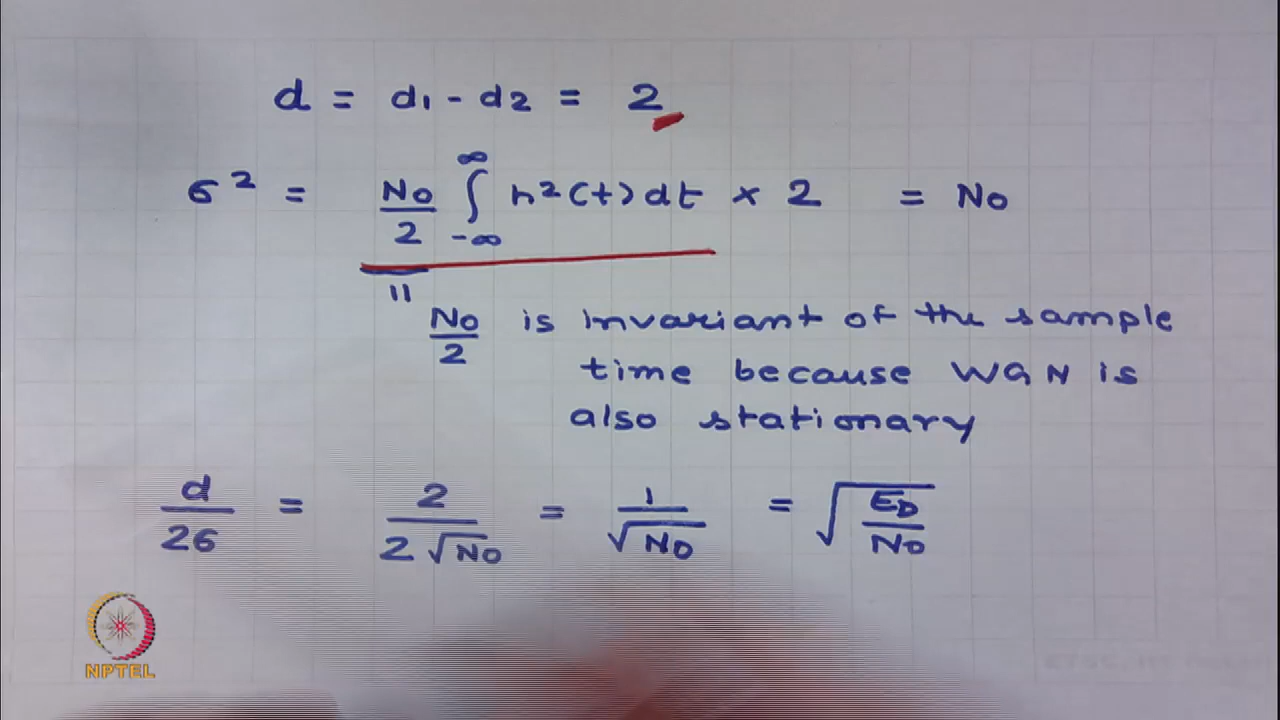 d = d1 - d2 = 2
σ2 = No/2 ∫-∞^∞ h2(t) dt × 2 = No
11
No/2 is invariant of the sample
time because WGN is
also stationary
d/2σ = 2/2√No = 1/√No = √ED/No
NPTEL